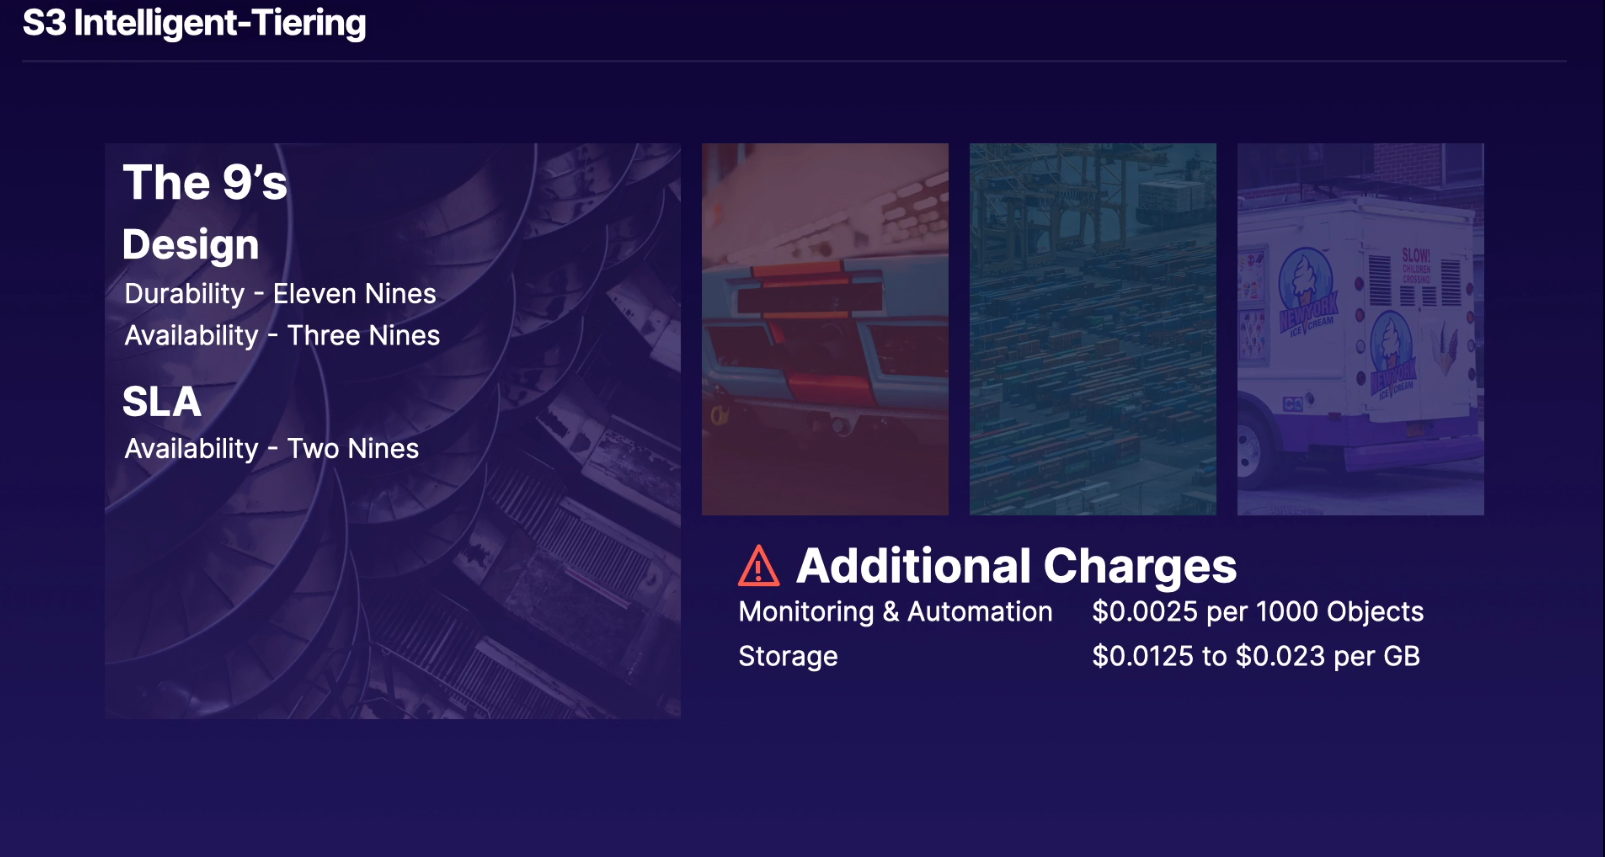 S3 Intelligent-Tiering
The 9’s
Design
Durability - Eleven Nines
Availability - Three Nines
SLA
Availability - Two Nines
SLOW!
CHILDREN
CROSSING!
NEW YORK
ICE CREAM
NEW YORK
ICE CREAM
Additional Charges
Monitoring & Automation $0.0025 per 1000 Objects
Storage $0.0125 to $0.023 per GB